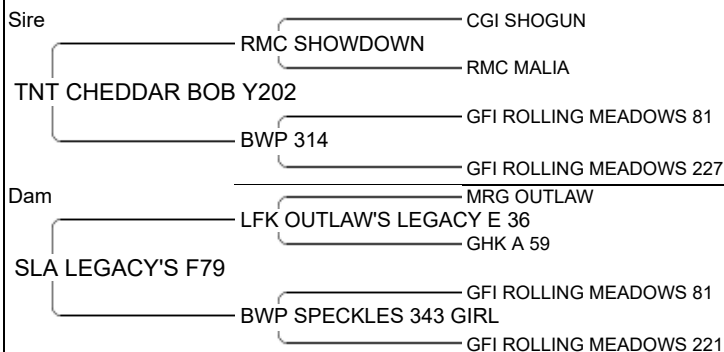 Sire
CGI SHOGUN
RMC SHOWDOWN
RMC MALIA
TNT CHEDDAR BOB Y202
GFI ROLLING MEADOWS 81
BWP 314
GFI ROLLING MEADOWS 227
Dam
MRG OUTLAW
LFK OUTLAW'S LEGACY E 36
GHK A 59
SLA LEGACY'S F79
GFI ROLLING MEADOWS 81
BWP SPECKLES 343 GIRL
GFI ROLLING MEADOWS 221